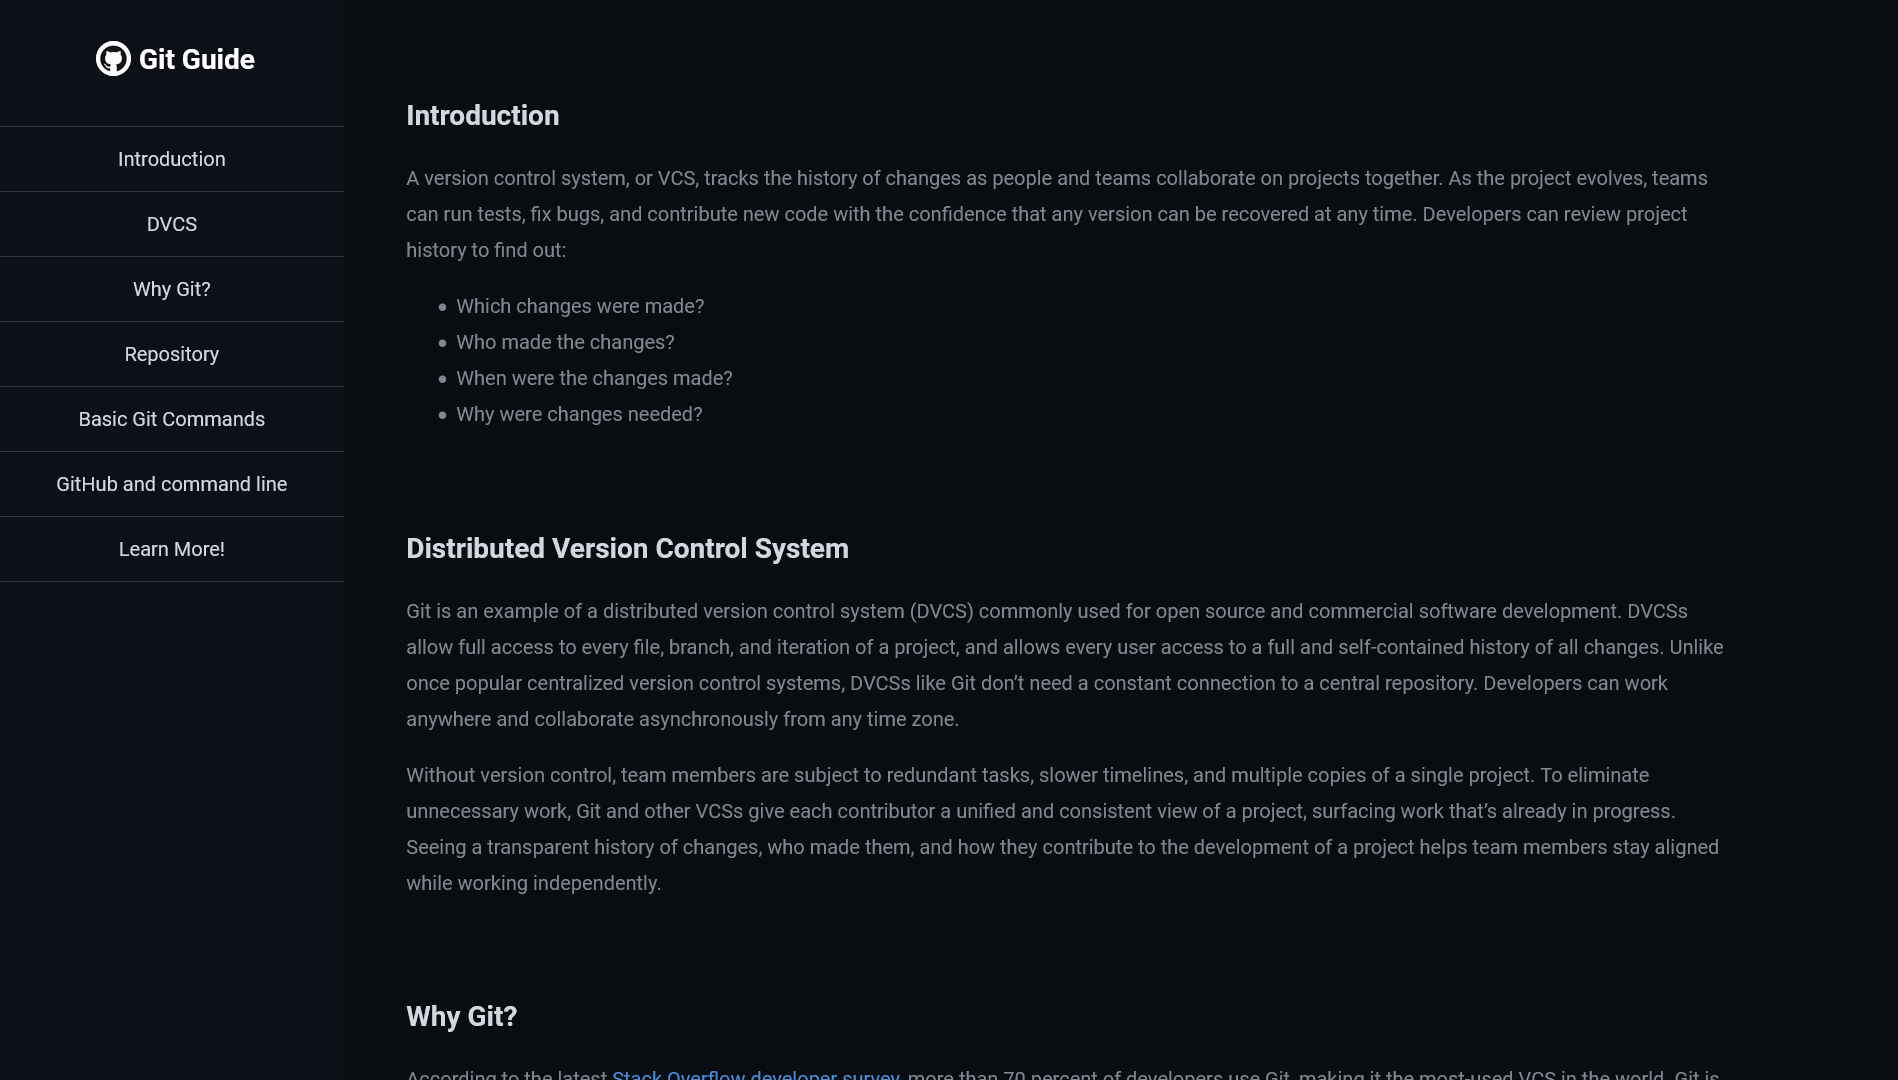 Git Guide
Introduction
DVCS
Why Git?
Repository
Basic Git Commands
GitHub and command line
Learn More!
Introduction
A version control system, or VCS, tracks the history of changes as people and teams collaborate on projects together. As the project evolves, teams
can run tests, fix bugs, and contribute new code with the confidence that any version can be recovered at any time. Developers can review project
history to find out:
• Which changes were made?
• Who made the changes?
• When were the changes made?
• Why were changes needed?
Distributed Version Control System
Git is an example of a distributed version control system (DVCS) commonly used for open source and commercial software development. DVCSs
allow full access to every file, branch, and iteration of a project, and allows every user access to a full and self-contained history of all changes. Unlike
once popular centralized version control systems, DVCSs like Git don’t need a constant connection to a central repository. Developers can work
anywhere and collaborate asynchronously from any time zone.
Without version control, team members are subject to redundant tasks, slower timelines, and multiple copies of a single project. To eliminate
unnecessary work, Git and other VCSs give each contributor a unified and consistent view of a project, surfacing work that’s already in progress.
Seeing a transparent history of changes, who made them, and how they contribute to the development of a project helps team members stay aligned
while working independently.
Why Git?
According to the latest Stack Overflow developer survey, more than 70 percent of developers use Git, making it the most-used VCS in the world. Git is